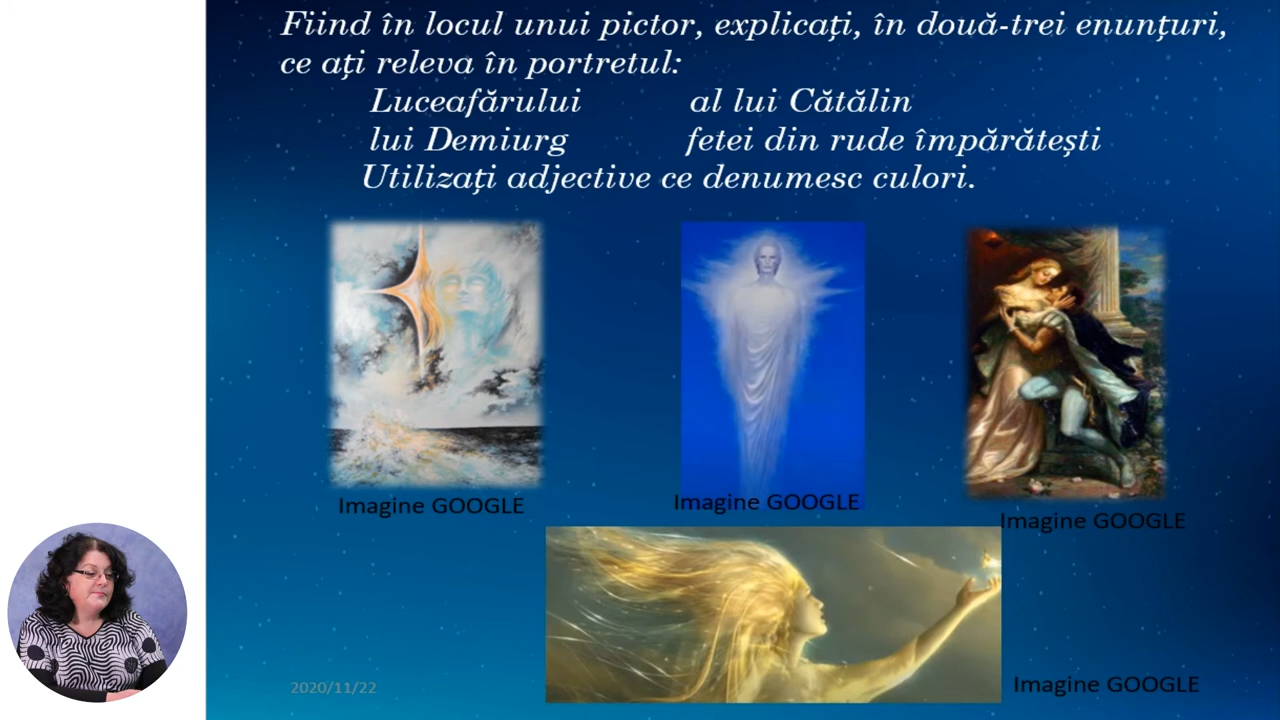 Fiind în locul unui pictor, explicați, în două-trei enunțuri,
ce ați releva în portretul:
Luceafărului al lui Cătălin
lui Demiurg fetei din rude împărătești
Utilizați adjective ce denumesc culori.
Imagine GOOGLE
Imagine GOOGLE
Imagine GOOGLE
Imagine GOOGLE
2020/11/22